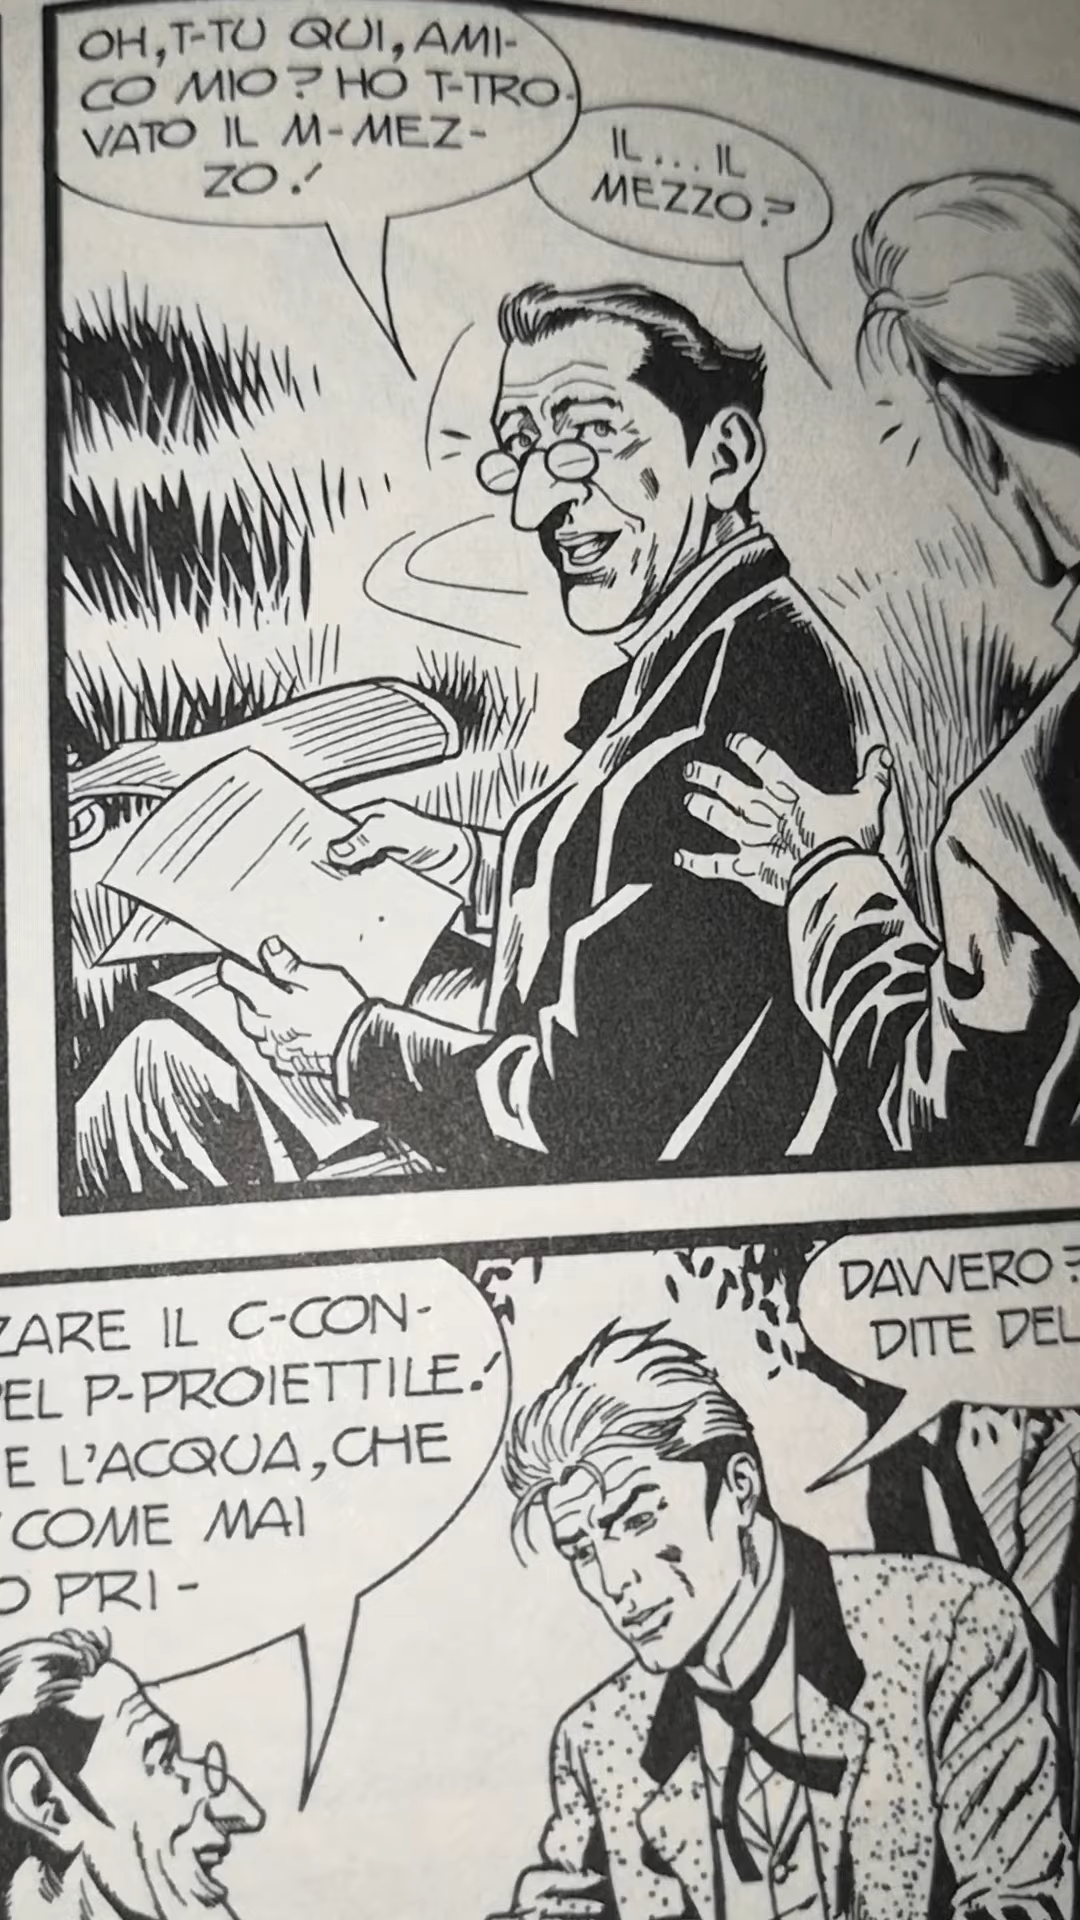 OH, T-TU QUI, AMI-
CO MIO? HO T-TRO-
VATO IL M-MEZ-
ZO!
IL... IL
MEZZO?
ZARE IL C-CON-
EL P-PROIETTILE!
E L'ACQUA, CHE
COME MAI
O PRI-
DAVVERO?
DITE DEL